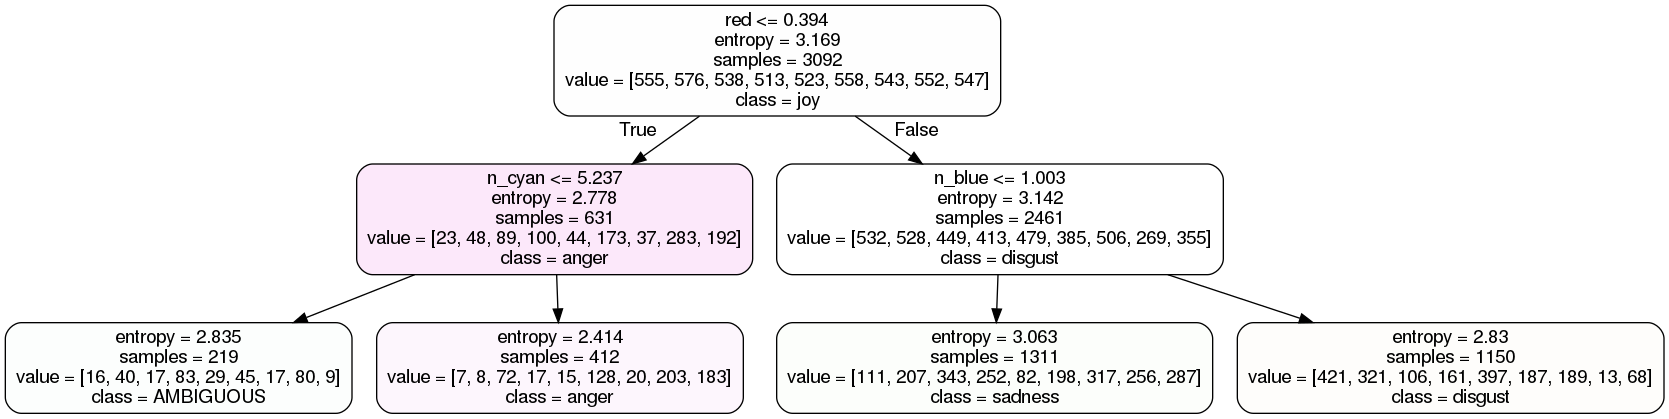 red <= 0.394
entropy = 3.169
samples = 3092
value = [555, 576, 538, 513, 523, 558, 543, 552, 547]
class = joy
True
False
n_cyan <= 5.237
entropy = 2.778
samples = 631
value = [23, 48, 89, 100, 44, 173, 37, 283, 192]
class = anger
n_blue <= 1.003
entropy = 3.142
samples = 2461
value = [532, 528, 449, 413, 479, 385, 506, 269, 355]
class = disgust
entropy = 2.835
samples = 219
value = [16, 40, 17, 83, 29, 45, 17, 80, 9]
class = AMBIGUOUS
entropy = 2.414
samples = 412
value = [7, 8, 72, 17, 15, 128, 20, 203, 183]
class = anger
entropy = 3.063
samples = 1311
value = [111, 207, 343, 252, 82, 198, 317, 256, 287]
class = sadness
entropy = 2.83
samples = 1150
value = [421, 321, 106, 161, 397, 187, 189, 13, 68]
class = disgust